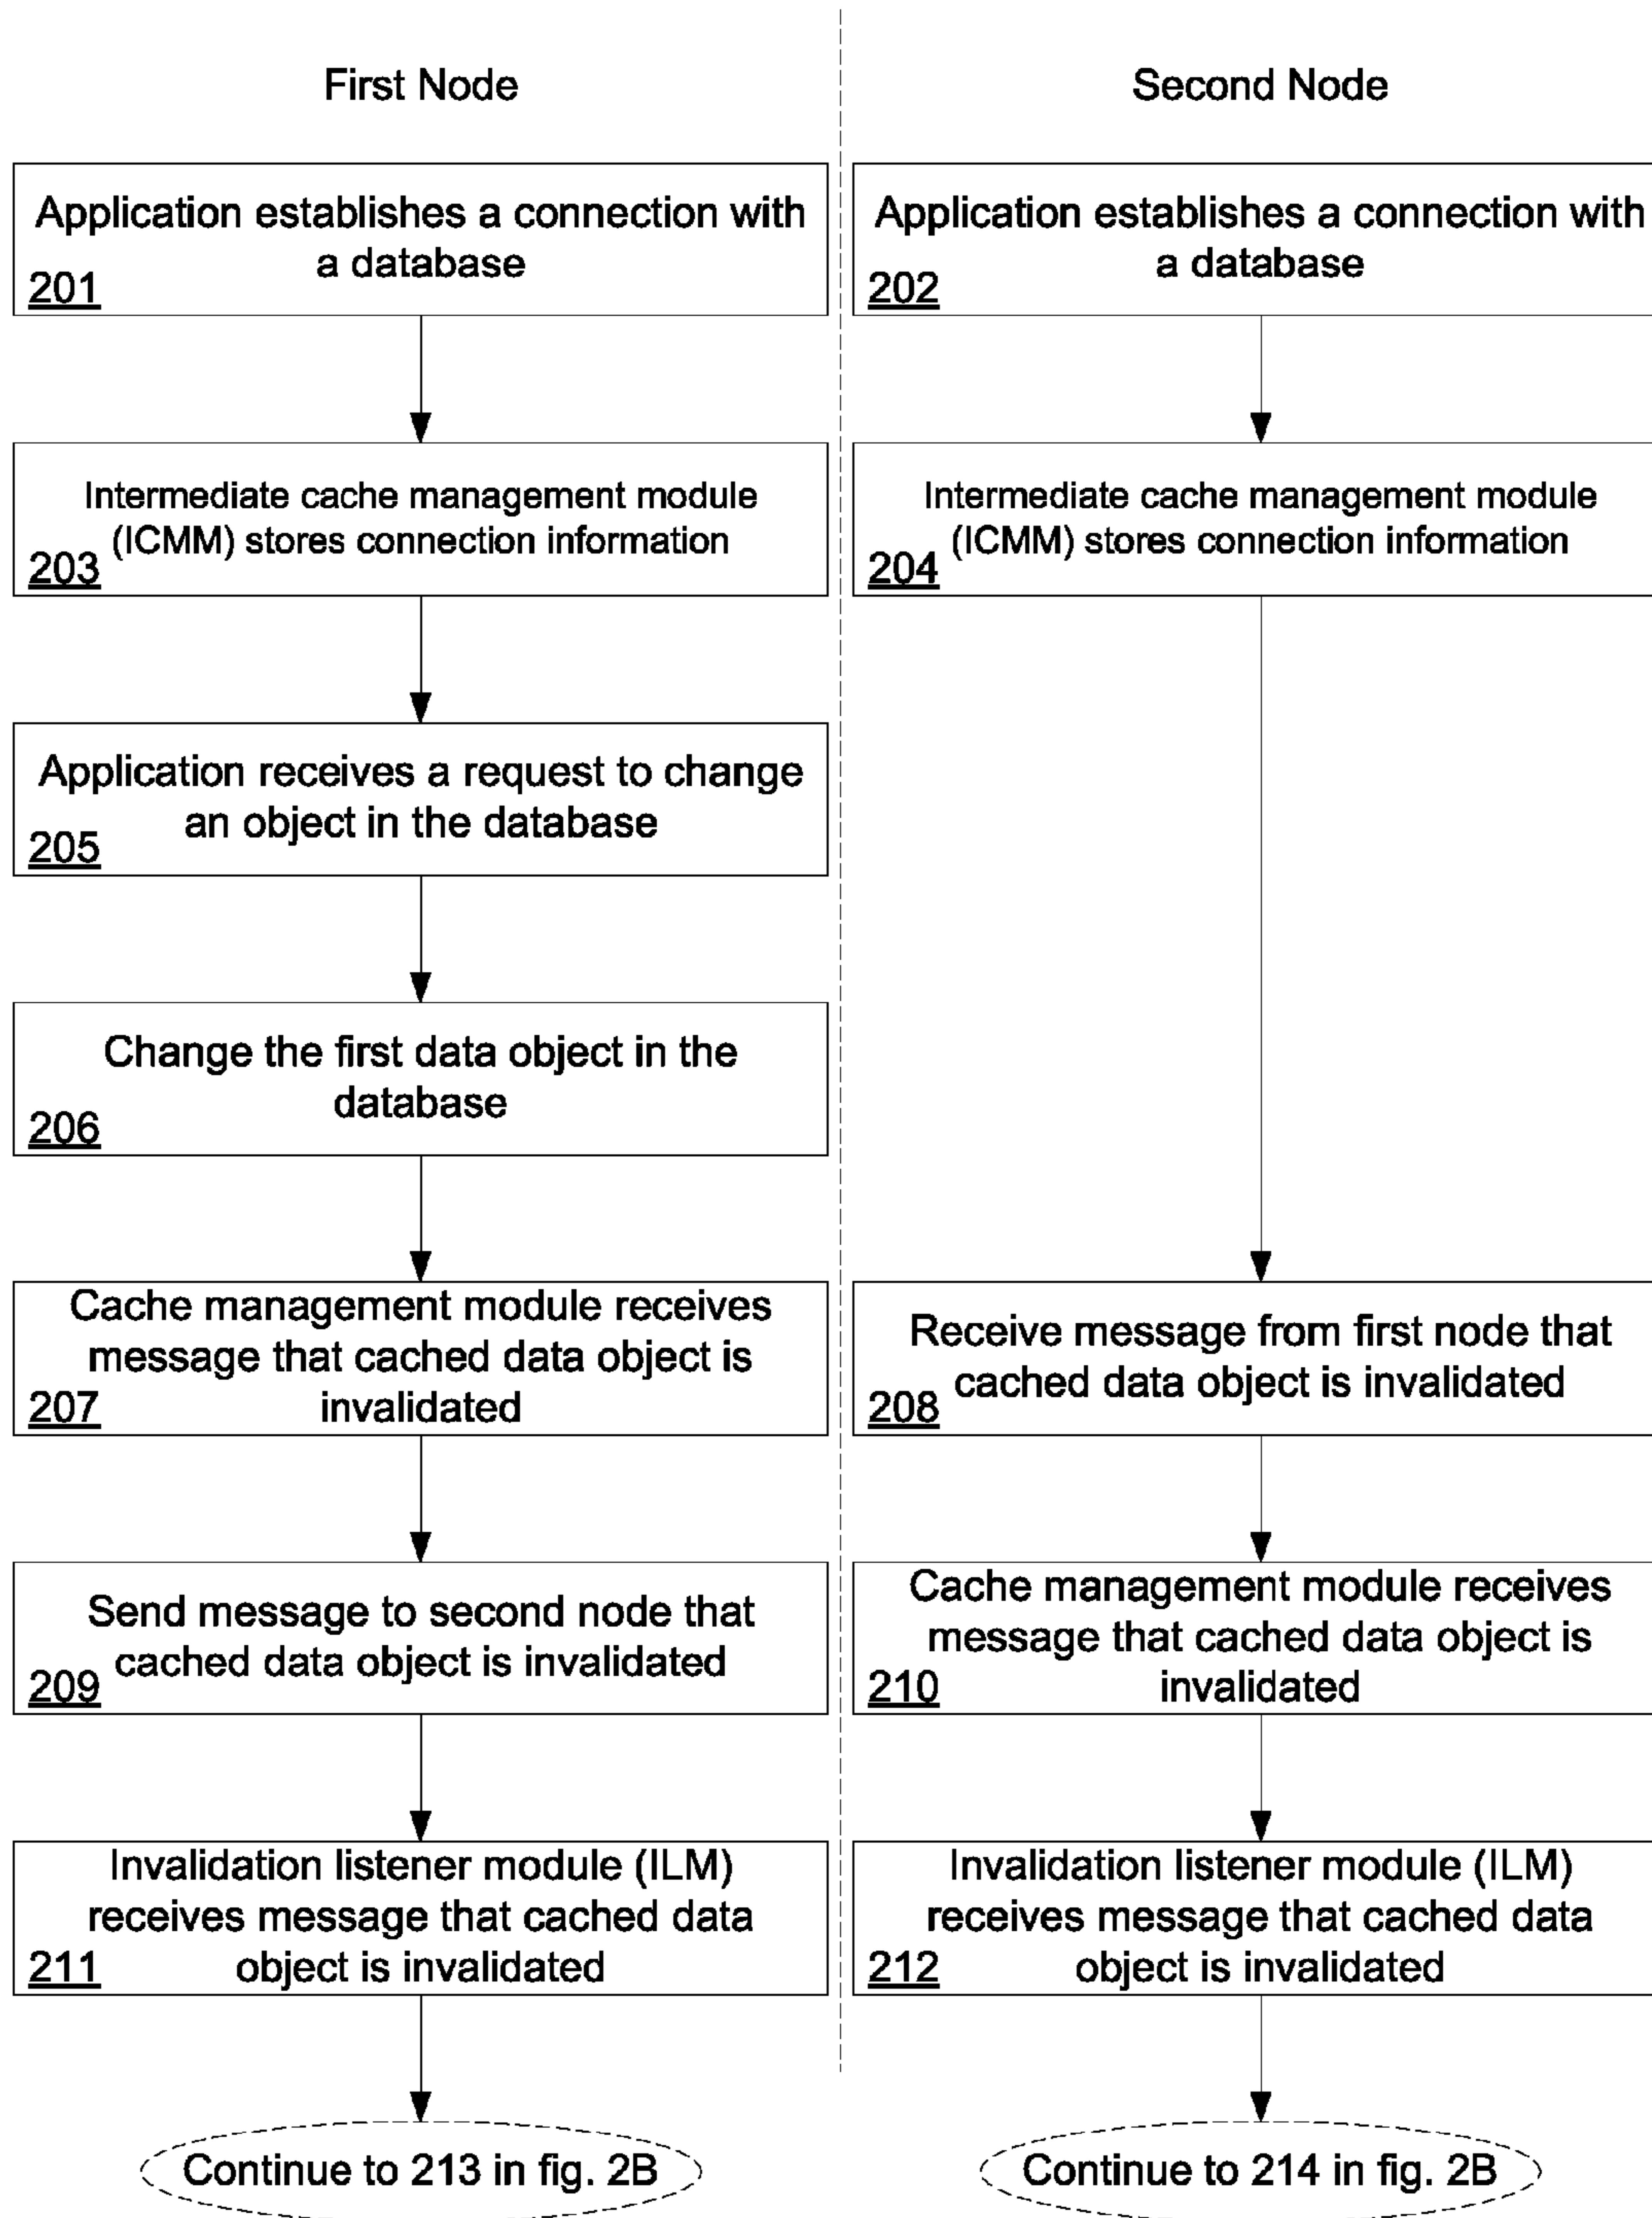 First Node
Second Node
Application establishes a connection with
a database
201
Application establishes a connection with
a database
202
Intermediate cache management module
(ICMM) stores connection information
203
Intermediate cache management module
(ICMM) stores connection information
204
Application receives a request to change
an object in the database
205
Change the first data object in the
database
206
Cache management module receives
message that cached data object is
invalidated
207
Receive message from first node that
cached data object is invalidated
208
Send message to second node that
cached data object is invalidated
209
Cache management module receives
message that cached data object is
invalidated
210
Invalidation listener module (ILM)
receives message that cached data
object is invalidated
211
Invalidation listener module (ILM)
receives message that cached data
object is invalidated
212
Continue to 213 in fig. 2B
Continue to 214 in fig. 2B